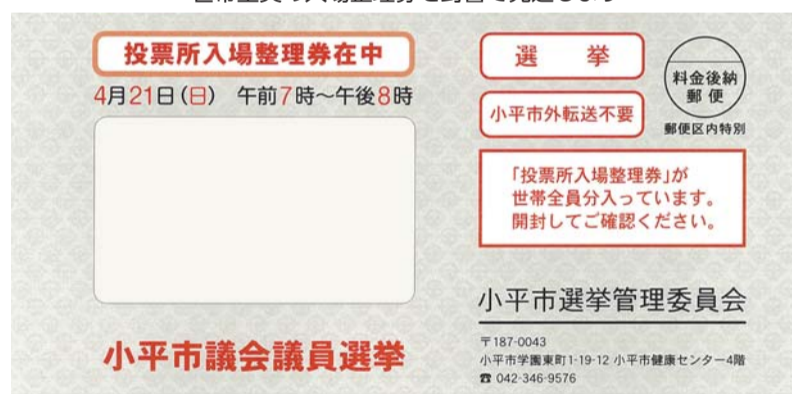 投票所入場整理券在中
4月21日(日) 午前7時～午後8時
小平市議会議員選挙
選 挙
小平市外転送不要
料金後納
郵便
郵便区内特別
「投票所入場整理券」が
世帯全員分入っています。
開封してご確認ください。
小平市選挙管理委員会
〒187-0043
小平市学園東町1-19-12 小平市健康センター4階
☎ 042-346-9576